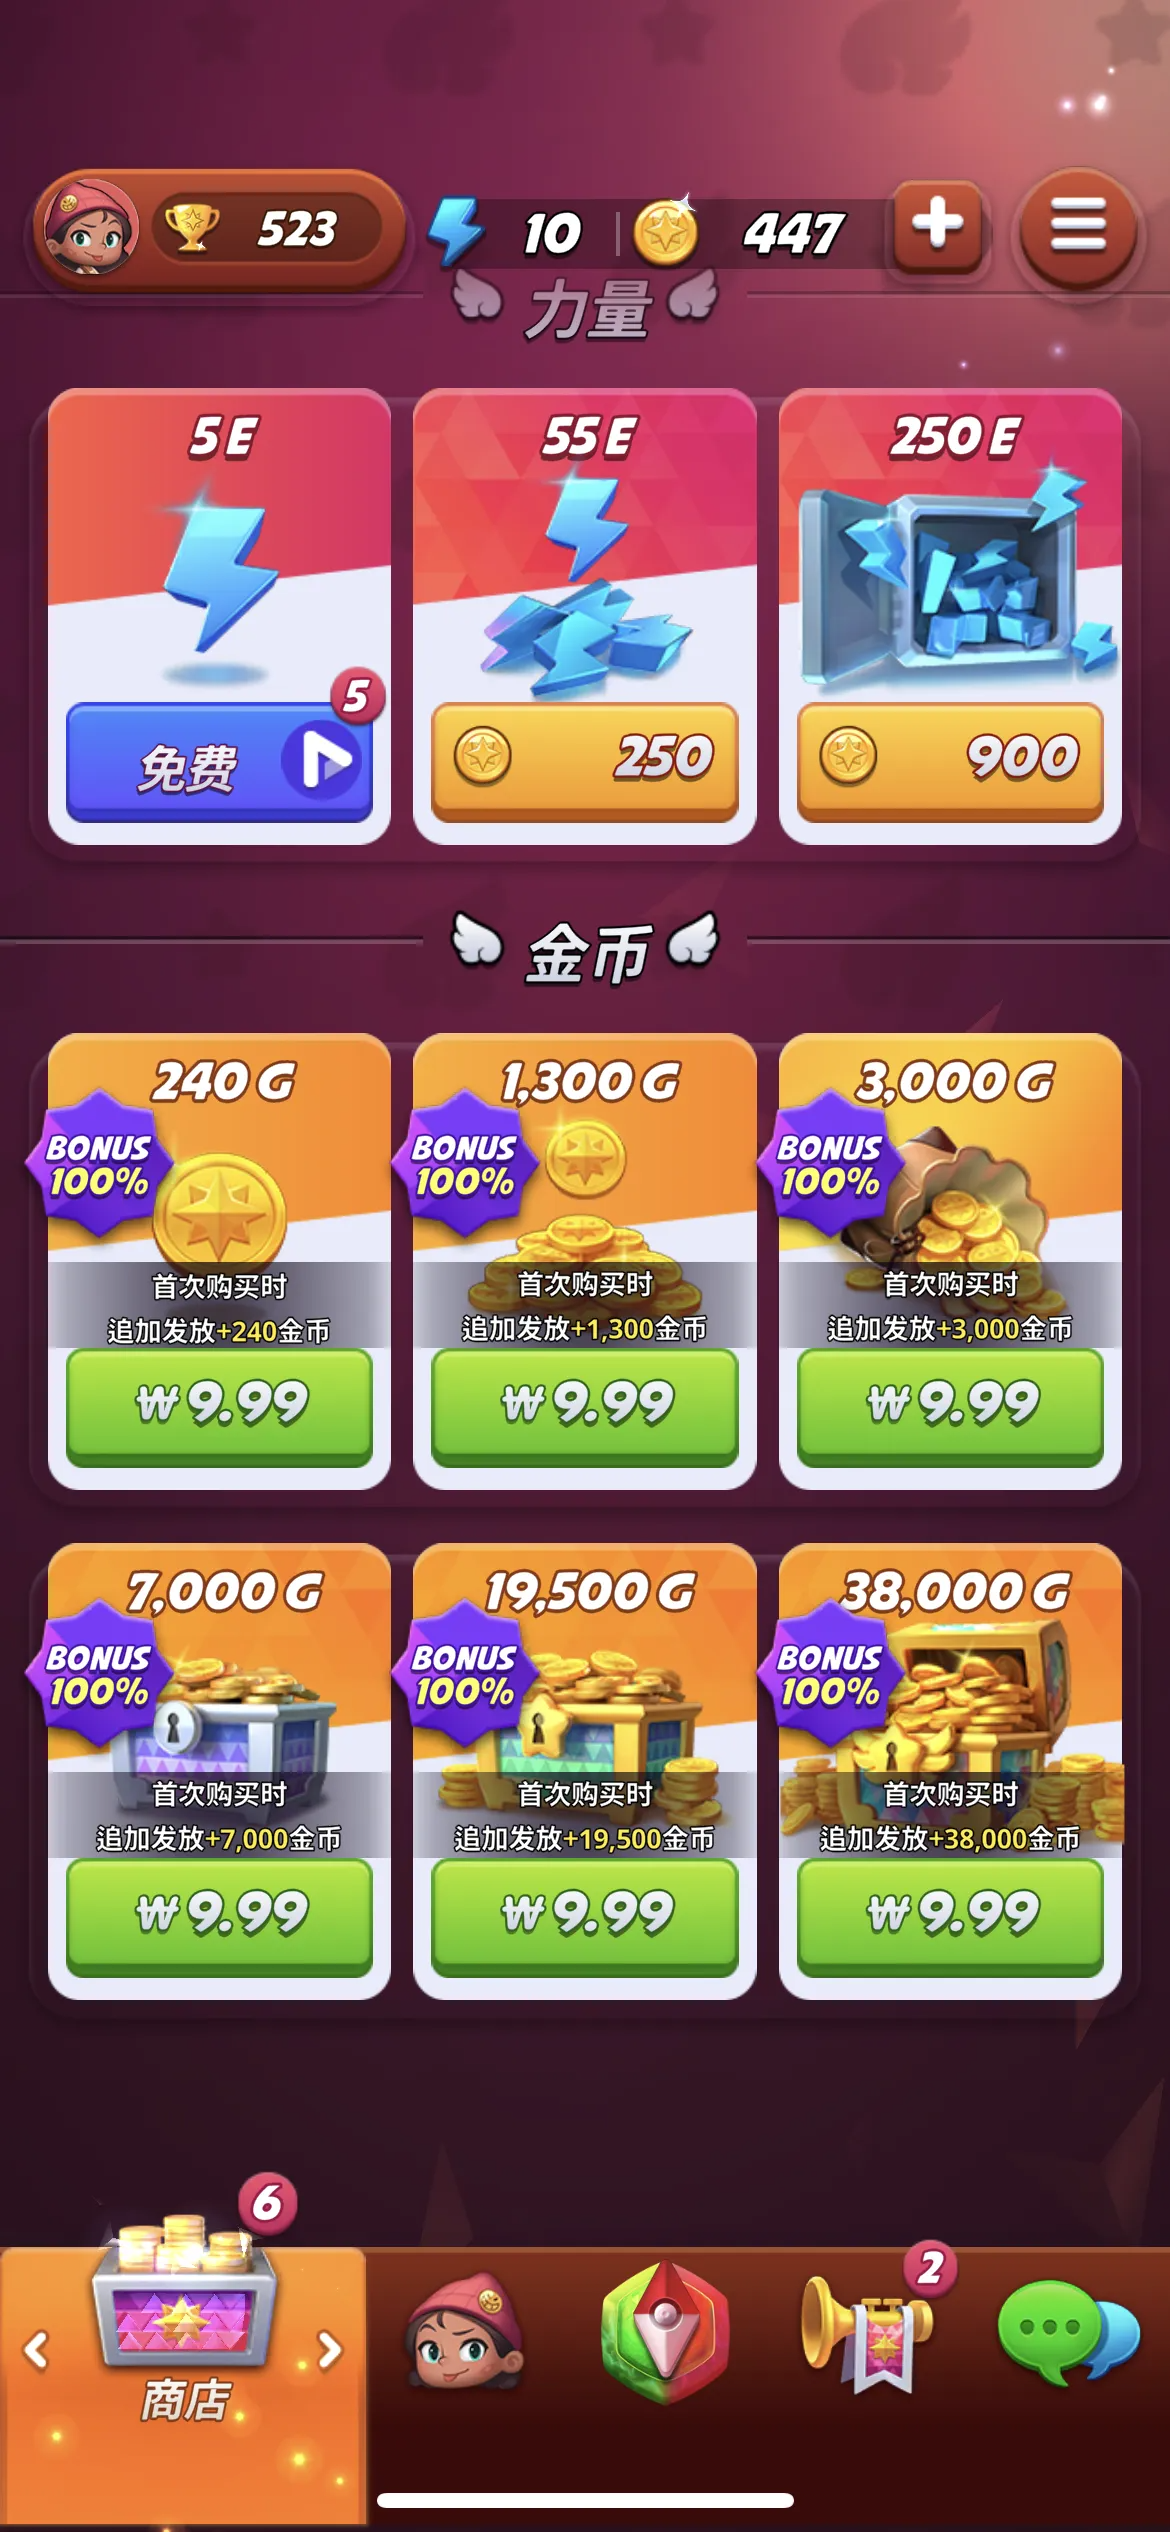 523
10
447
力量
5 E
55 E
250 E
5
免费
250
900
金币
240 G
1,300 G
3,000 G
BONUS
100%
BONUS
100%
BONUS
100%
首次购买时
追加发放+240金币
首次购买时
追加发放+1,300金币
首次购买时
追加发放+3,000金币
₩9.99
₩9.99
₩9.99
7,000 G
19,500 G
38,000 G
BONUS
100%
BONUS
100%
BONUS
100%
首次购买时
追加发放+7,000金币
首次购买时
追加发放+19,500金币
首次购买时
追加发放+38,000金币
₩9.99
₩9.99
₩9.99
6
2
商店